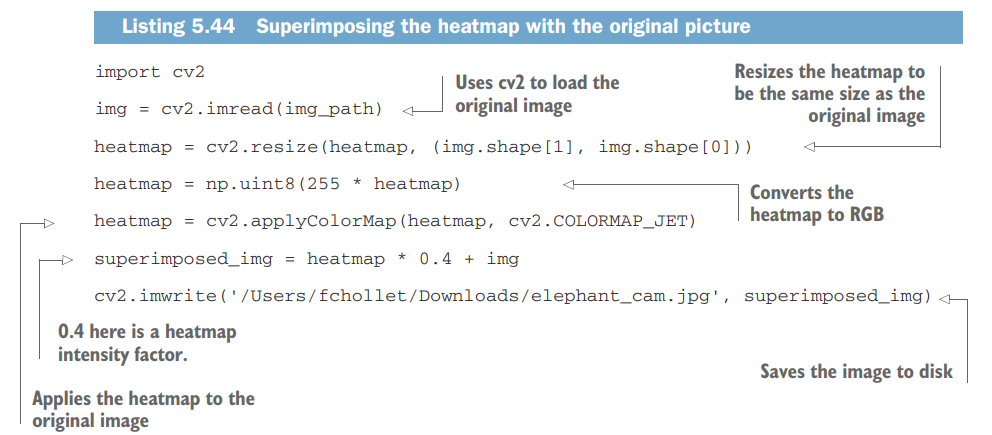 Listing 5.44 Superimposing the heatmap with the original picture
import cv2
img = cv2.imread(img_path)
Uses cv2 to load the
original image
Resizes the heatmap to
be the same size as the
original image
heatmap = cv2.resize(heatmap, (img.shape[1], img.shape[0]))
heatmap = np.uint8(255 * heatmap)
Converts the
heatmap to RGB
heatmap = cv2.applyColorMap(heatmap, cv2.COLORMAP_JET)
superimposed_img = heatmap * 0.4 + img
cv2.imwrite('/Users/fchollet/Downloads/elephant_cam.jpg', superimposed_img)
0.4 here is a heatmap
intensity factor.
Saves the image to disk
Applies the heatmap to the
original image